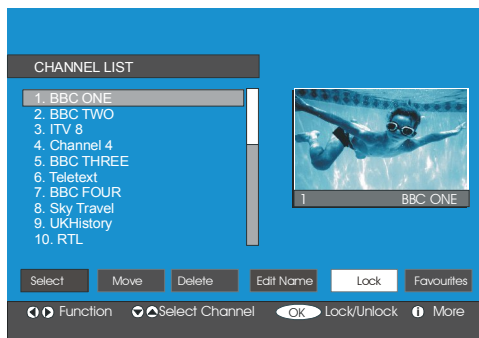 CHANNEL LIST
1. BBC ONE
2. BBC TWO
3. ITV 8
4. Channel 4
5. BBC THREE
6. Teletext
7. BBC FOUR
8. Sky Travel
9. UKHistory
10. RTL
1 BBC ONE
Select Move Delete Edit Name Lock Favourites
Function Select Channel OK Lock/Unlock i More